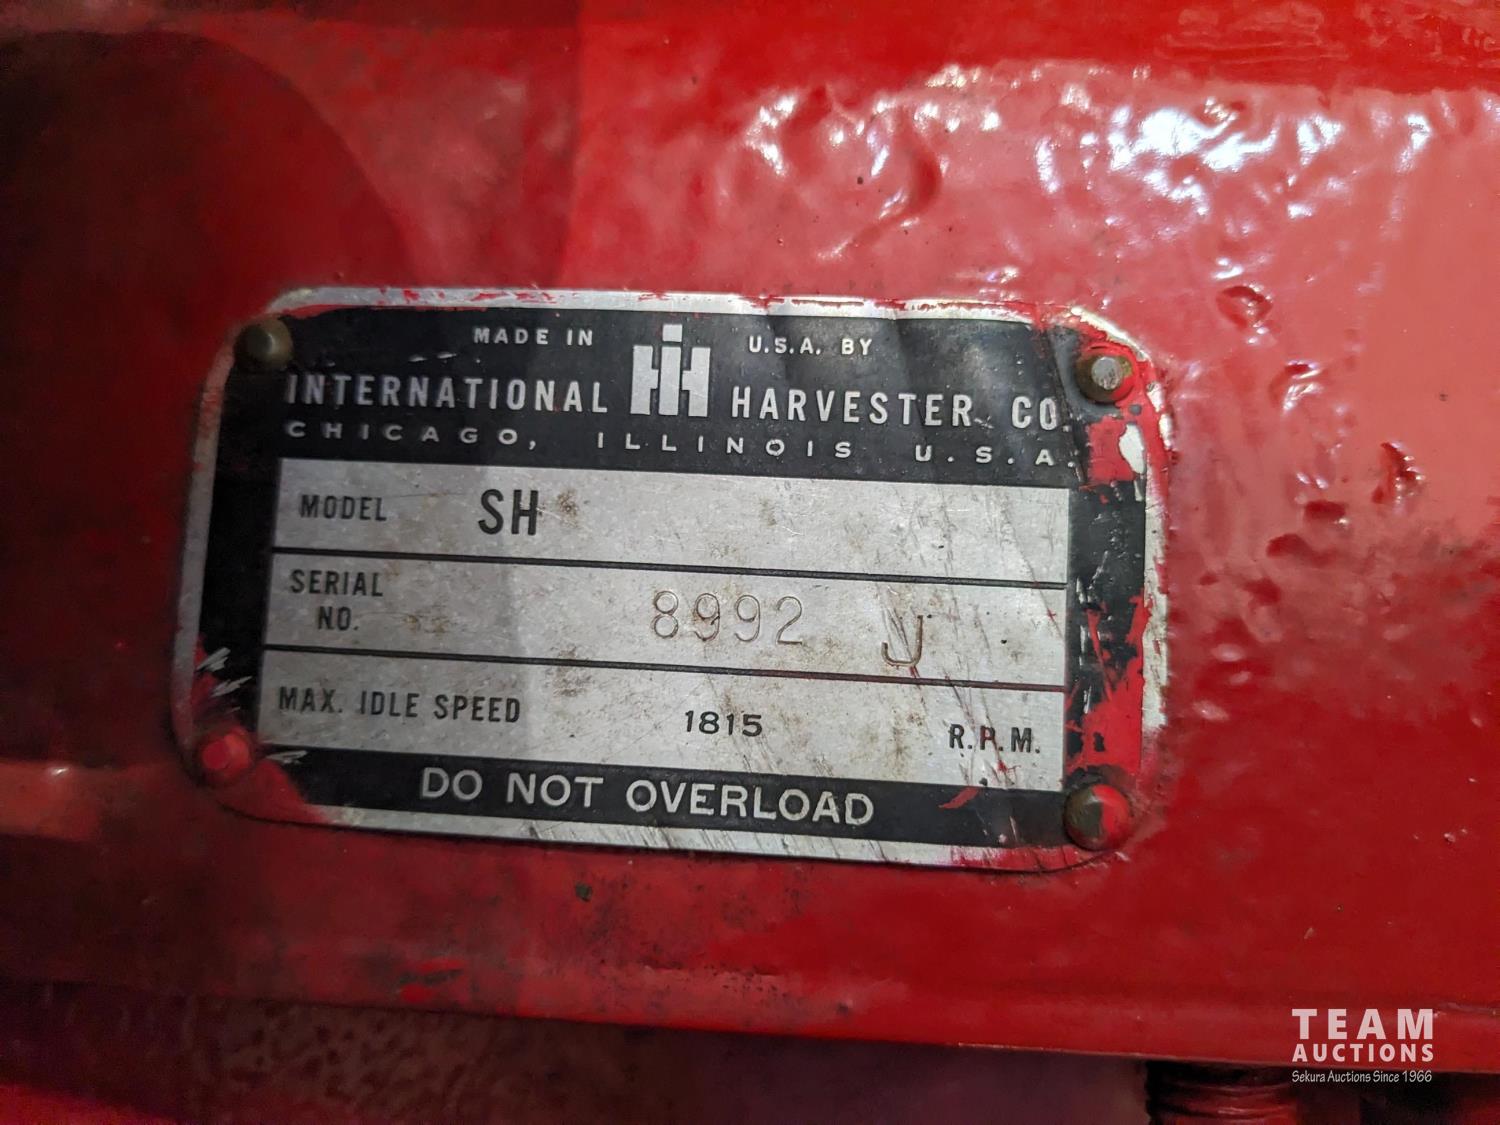 MADE IN IH U.S.A. BY
INTERNATIONAL HARVESTER CO.
CHICAGO, ILLINOIS U.S.A.
MODEL SH
SERIAL NO. 8992 J
MAX. IDLE SPEED 1815 R.P.M.
DO NOT OVERLOAD
TEAM
AUCTIONS
Sekura Auctions Since 1966